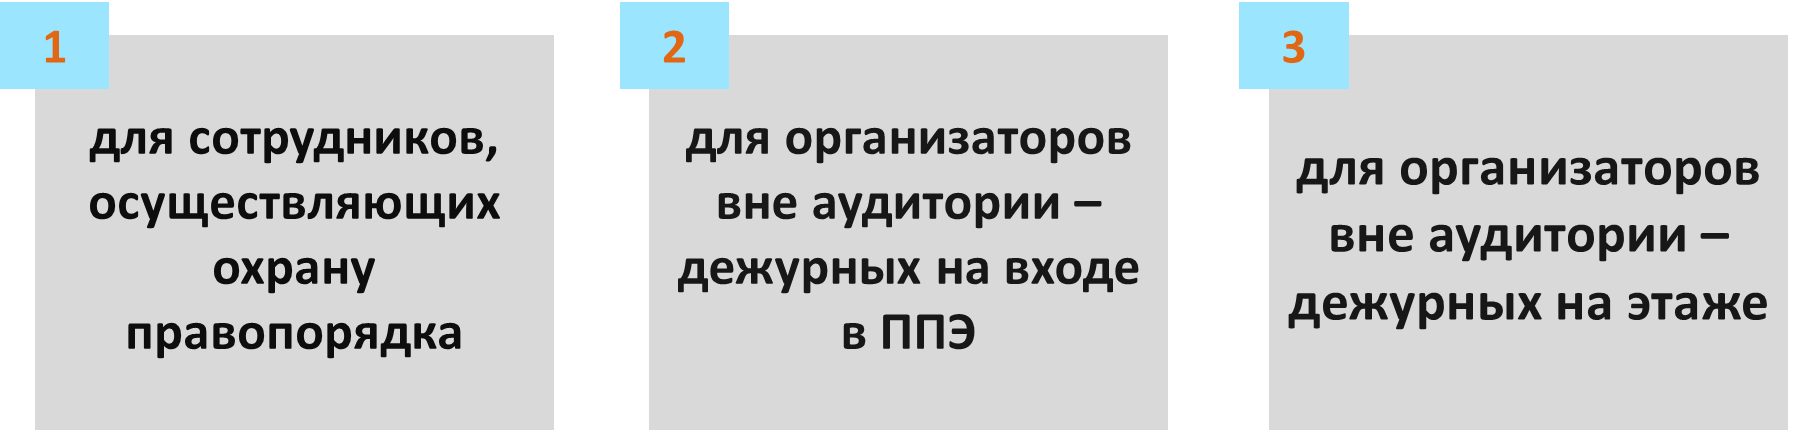 1
для сотрудников,
осуществляющих
охрану
правопорядка
2
для организаторов
вне аудитории –
дежурных на входе
в ППЭ
3
для организаторов
вне аудитории –
дежурных на этаже